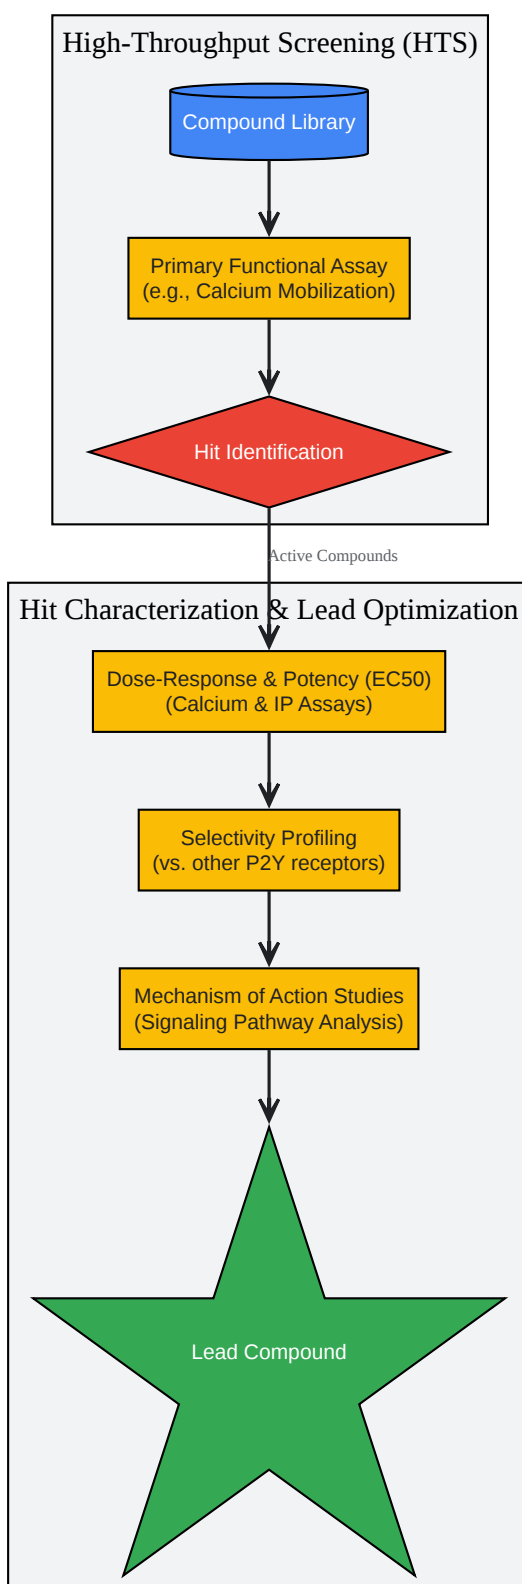 High-Throughput Screening (HTS)
Compound Library
Primary Functional Assay
(e.g., Calcium Mobilization)
Hit Identification
Active Compounds
Hit Characterization & Lead Optimization
Dose-Response & Potency (EC50)
(Calcium & IP Assays)
Selectivity Profiling
(vs. other P2Y receptors)
Mechanism of Action Studies
(Signaling Pathway Analysis)
Lead Compound